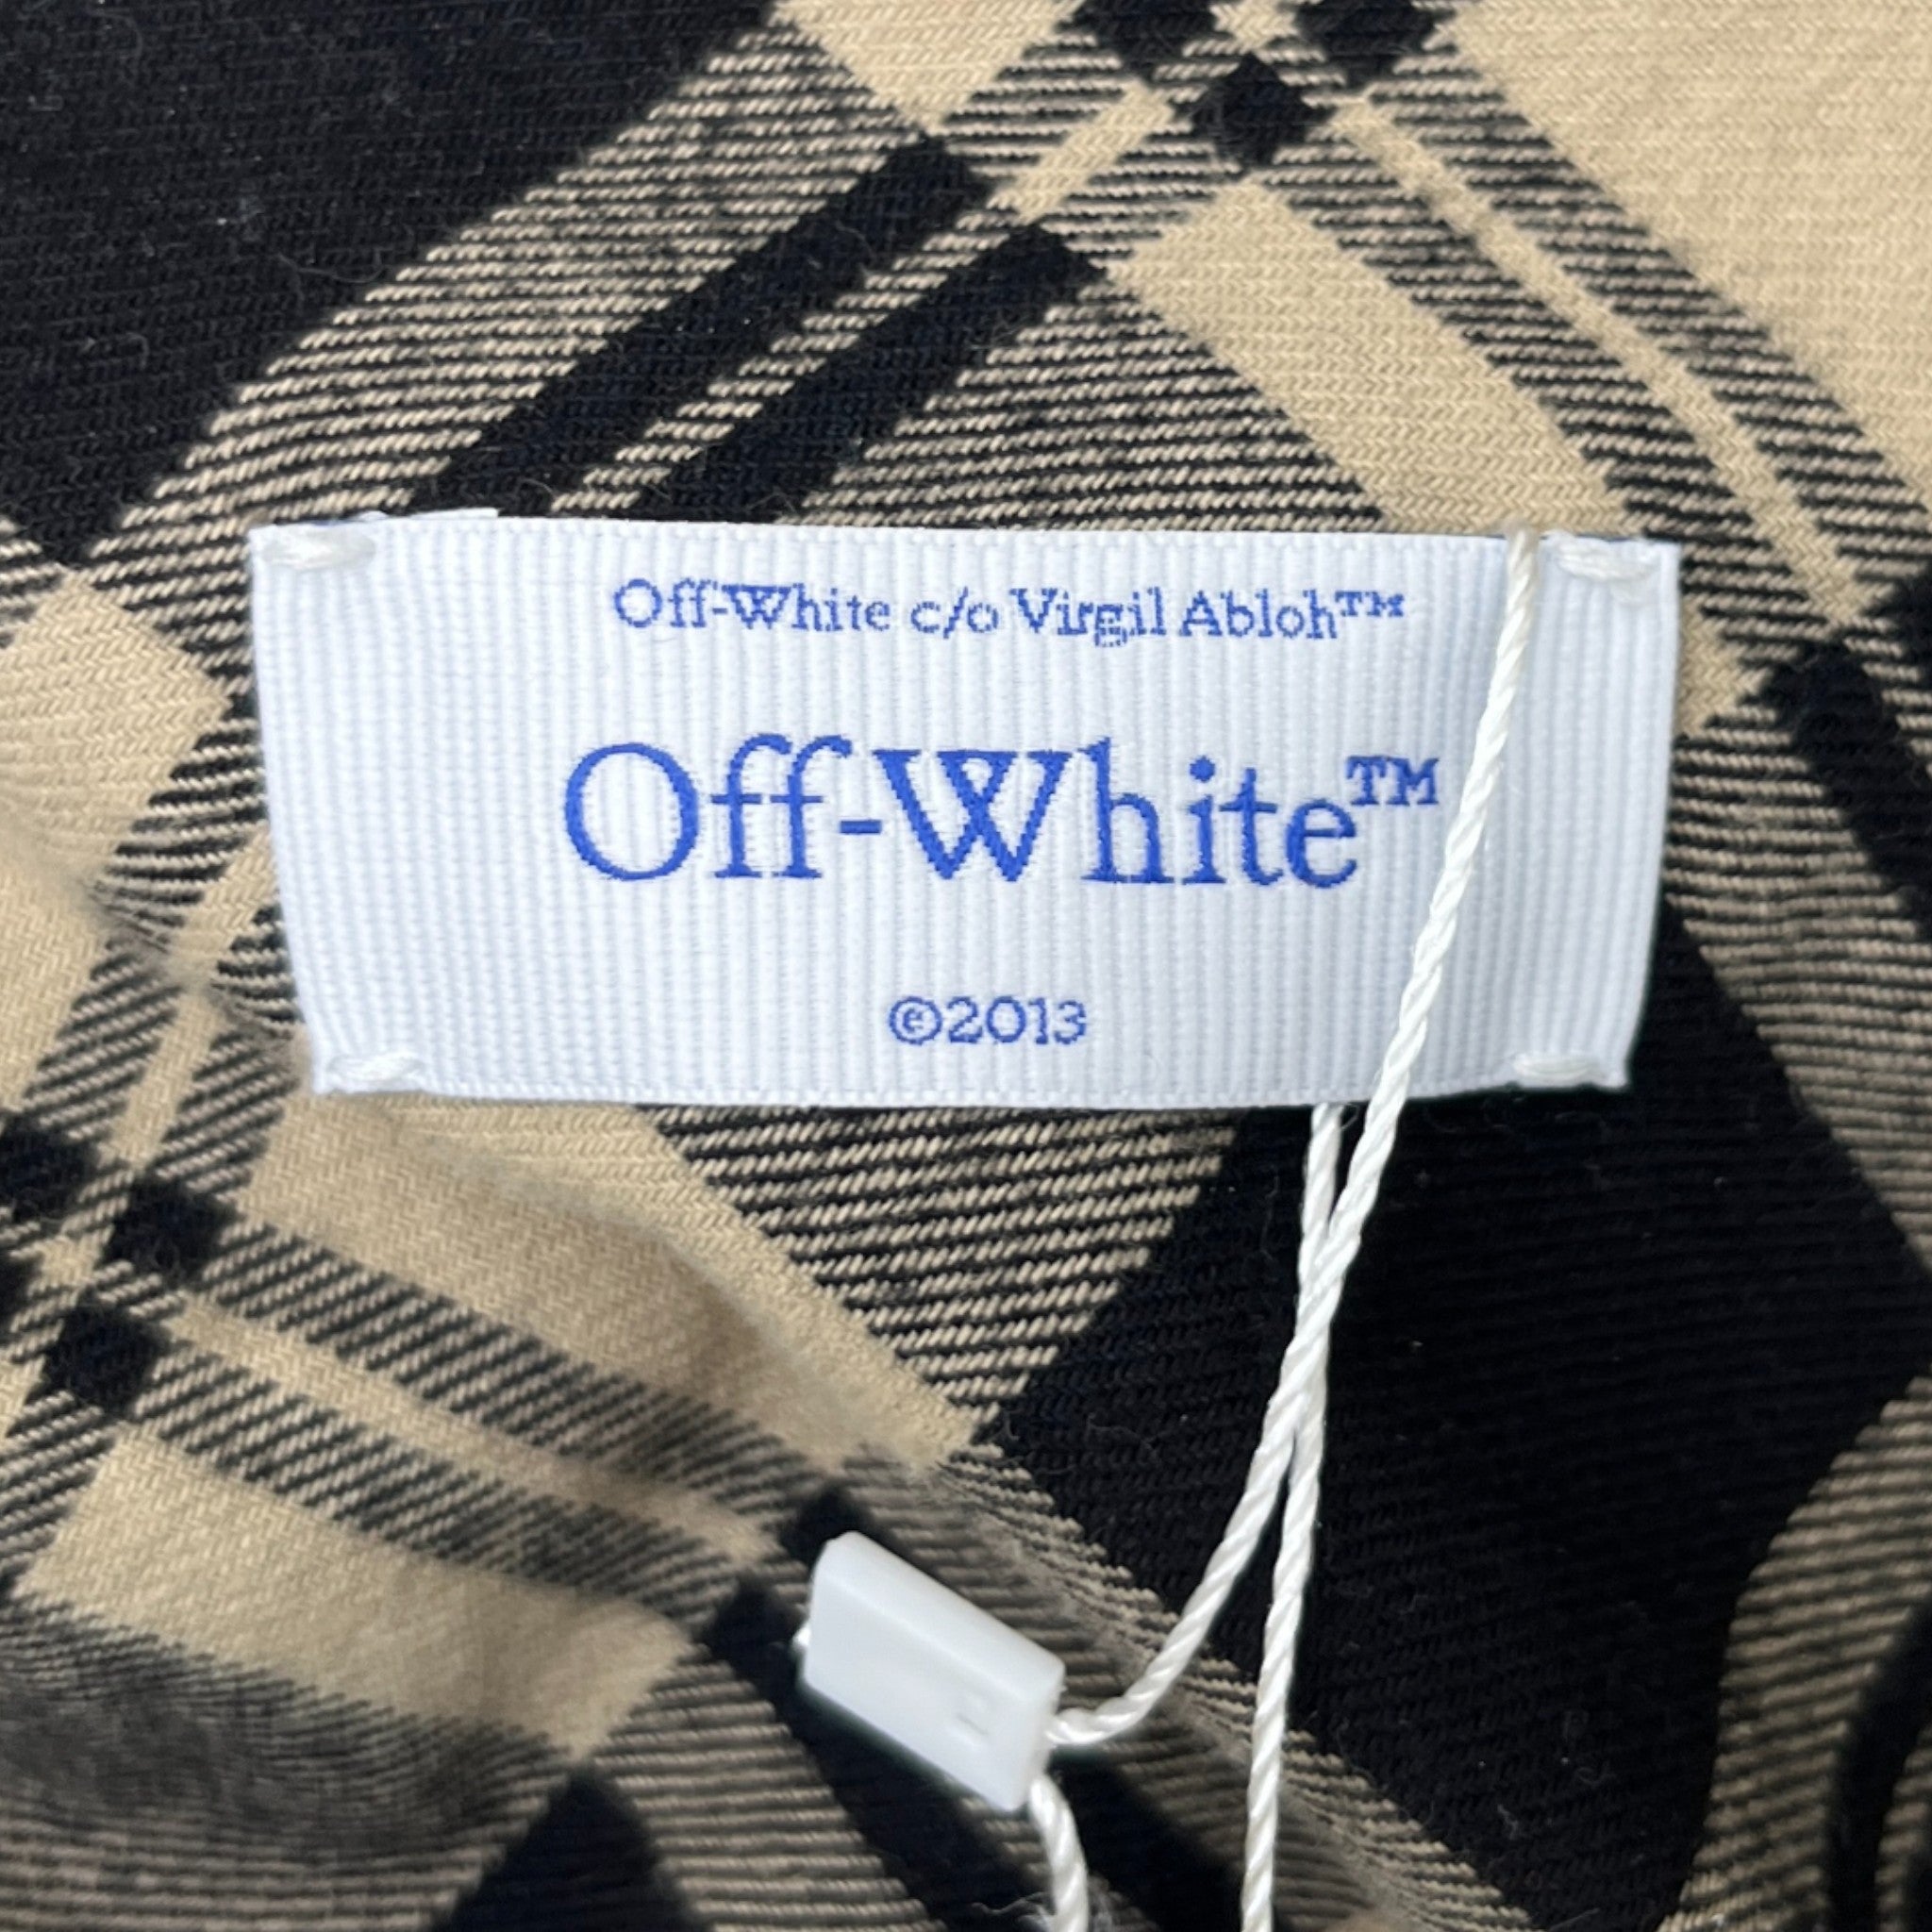 Off-White c/o Virgil Abloh™
Off-White™
©2013